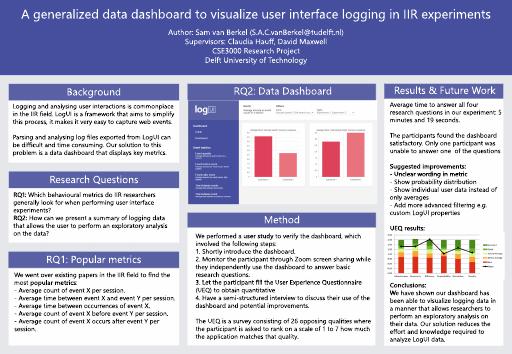 A generalized data dashboard to visualize user interface logging in IIR experiments
Author: Sam van Berkel (S.A.C.vanBerkel@tudelft.nl)
Supervisors: Claudia Hauff, David Maxwell
CSE3000 Research Project
Delft University of Technology
Background
Logging and analysing user interactions is commonplace
in the IIR field. LogUI is a framework that aims to simplify
this process, it makes it very easy to capture web events.
Parsing and analysing log files exported from LogUI can
be difficult and time consuming. Our solution to this
problem is a data dashboard that displays key metrics.
Research Questions
RQ1: Which behavioural metrics do IIR researchers
generally look for when performing user interface
experiments?
RQ2: How can we present a summary of logging data
that allows the user to perform an exploratory analysis
on the data?
RQ1: Popular metrics
We went over existing papers in the IIR field to find the
most popular metrics:
- Average count of event X per session.
- Average time between event X and event Y per session.
- Average time between occurrences of event X.
- Average count of event X before event Y per session.
- Average count of event X occurs after event Y per
session.
RQ2: Data Dashboard
logUI
Method
We performed a user study to verify the dashboard, which
involved the following steps:
1. Shortly introduce the dashboard.
2. Monitor the participant through Zoom screen sharing while
they independently use the dashboard to answer basic
research questions.
3. Let the participant fill the User Experience Questionnaire
(UEQ) to obtain quantitative
4. Have a semi-structured interview to discuss their use of the
dashboard and potential improvements.
The UEQ is a survey consisting of 26 opposing qualities where
the participant is asked to rank on a scale of 1 to 7 how much
the application matches that quality.
Results & Future Work
Average time to answer all four
research questions in our experiment: 5
minutes and 19 seconds.
The participants found the dashboard
satisfactory. Only one participant was
unable to answer one of the questions
Suggested improvements:
- Unclear wording in metric
- Show probability distribution
- Show individual user data instead of
only averages
- Add more advanced filtering e.g.
custom LogUI properties
UEQ results:
Conclusions:
We have shown our dashboard has
been able to visualize logging data in
a manner that allows researchers to
perform an exploratory analysis on
their data. Our solution reduces the
effort and knowledge required to
analyze LogUI data.